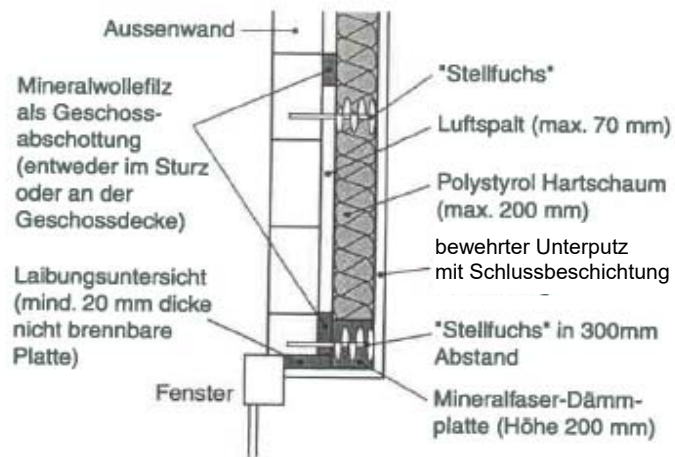 Aussenwand
Mineralwollefilz
als Geschoss-
abschottung
(entweder im Sturz
oder an der
Geschossdecke)
Laibungsuntersicht
(mind. 20 mm dicke
nicht brennbare
Platte)
Fenster
"Stellfuchs"
Luftspalt (max. 70 mm)
Polystyrol Hartschaum
(max. 200 mm)
bewehrter Unterputz
mit Schlussbeschichtung
"Stellfuchs" in 300mm
Abstand
Mineralfaser-Dämm-
platte (Höhe 200 mm)